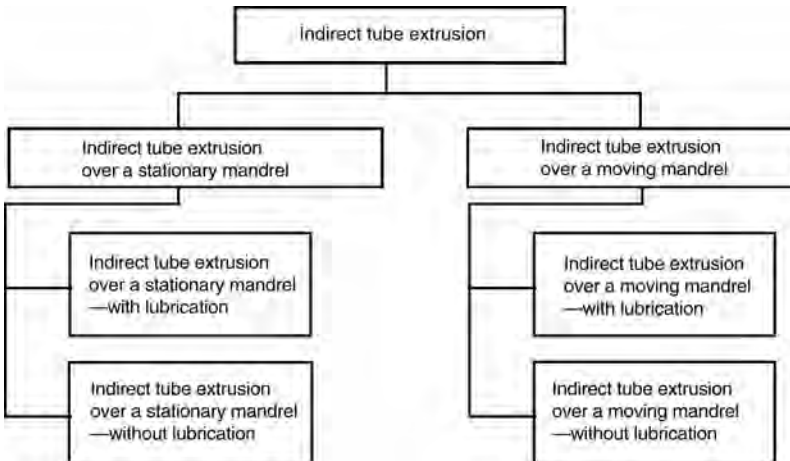 Indirect tube extrusion
Indirect tube extrusion
over a stationary mandrel
Indirect tube extrusion
over a moving mandrel
Indirect tube extrusion
over a stationary mandrel
—with lubrication
Indirect tube extrusion
over a moving mandrel
—with lubrication
Indirect tube extrusion
over a stationary mandrel
—without lubrication
Indirect tube extrusion
over a moving mandrel
—without lubrication